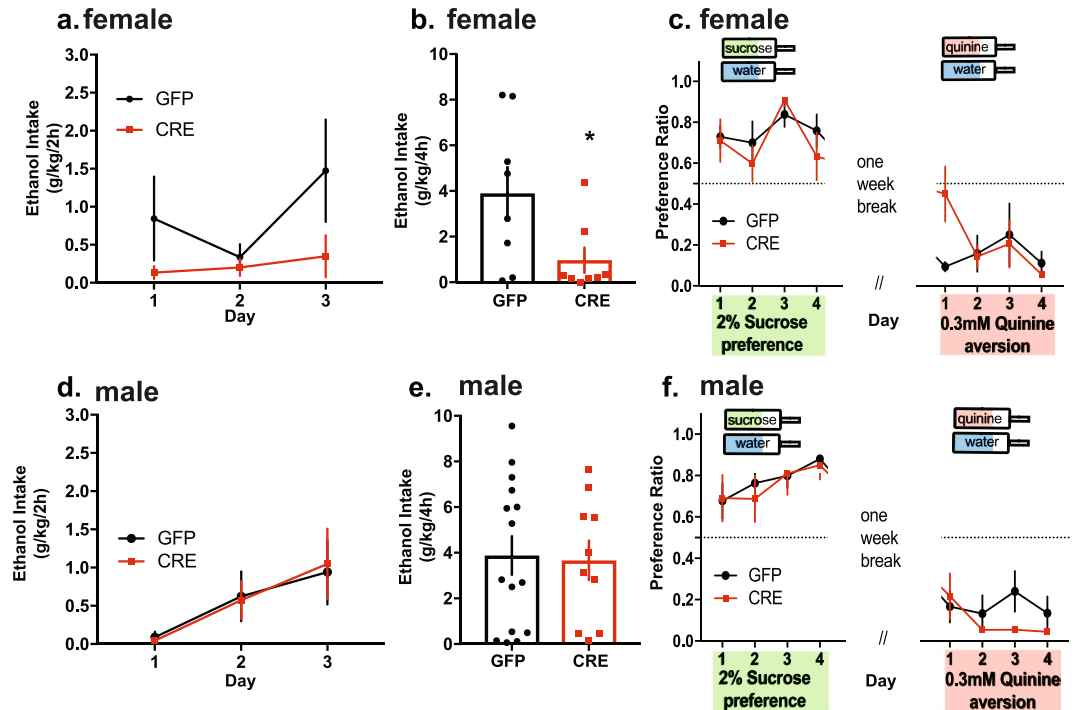 a. female
Ethanol Intake
(g/kg/2h)
3.0
2.5
2.0
1.5
1.0
0.5
0.0
GFP
CRE
1 2 3
Day
b. female
Ethanol Intake
(g/kg/4h)
10
8
6
4
2
0
*
GFP CRE
c. female
sucrose
water
quinine
water
Preference Ratio
1.0
0.8
0.6
0.4
0.2
0.0
GFP
CRE
one
week
break
//
1 2 3 4
2% Sucrose
preference
Day
1 2 3 4
0.3mM Quinine
aversion
d. male
Ethanol Intake
(g/kg/2h)
3.0
2.5
2.0
1.5
1.0
0.5
0.0
GFP
CRE
1 2 3
Day
e. male
Ethanol Intake
(g/kg/4h)
10
8
6
4
2
0
GFP CRE
f. male
sucrose
water
quinine
water
Preference Ratio
1.0
0.8
0.6
0.4
0.2
0.0
GFP
CRE
one
week
break
//
1 2 3 4
2% Sucrose
preference
Day
1 2 3 4
0.3mM Quinine
aversion